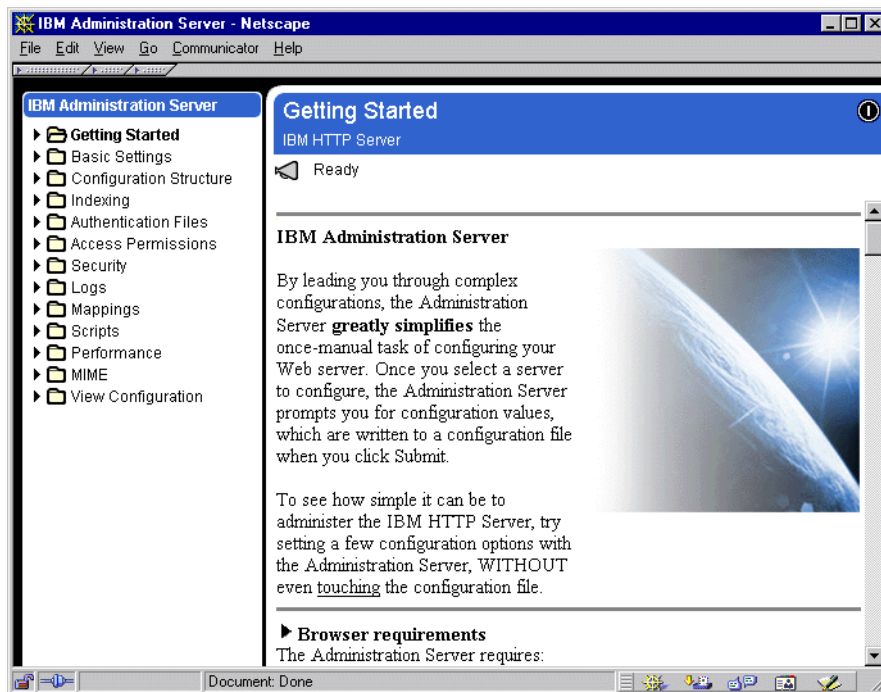 IBM Administration Server - Netscape
File Edit View Go Communicator Help
IBM Administration Server
Getting Started
Basic Settings
Configuration Structure
Indexing
Authentication Files
Access Permissions
Security
Logs
Mappings
Scripts
Performance
MIME
View Configuration
Getting Started
IBM HTTP Server
Ready
IBM Administration Server
By leading you through complex
configurations, the Administration
Server greatly simplifies the
once-manual task of configuring your
Web server. Once you select a server
to configure, the Administration Server
prompts you for configuration values,
which are written to a configuration file
when you click Submit.
To see how simple it can be to
administer the IBM HTTP Server, try
setting a few configuration options with
the Administration Server, WITHOUT
even touching the configuration file.
Browser requirements
The Administration Server requires:
Document: Done